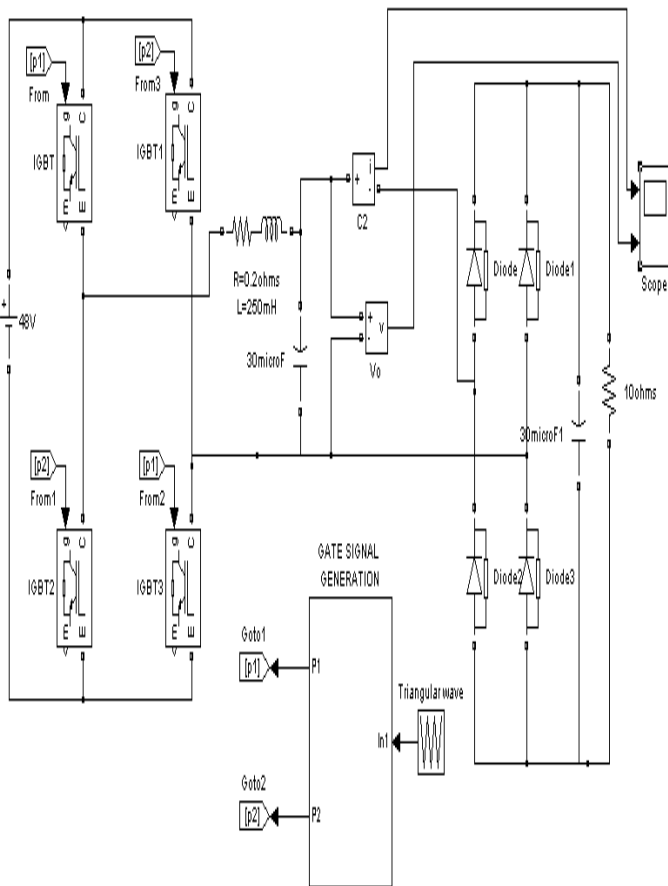 [p1]
From
g C
IGBT
m E
[p2]
From3
g C
IGBT1
m E
+
48V
R=0.2ohms
L=250mH
30microF
+ i
-
C2
+ v
-
Vo
Diode
Diode1
Scope
10ohms
30microF1
[p2]
From1
g C
IGBT2
m E
[p1]
From2
g C
IGBT3
m E
Diode2
Diode3
GATE SIGNAL
GENERATION
Goto1
[p1]
P1
Triangular wave
In1
Goto2
[p2]
P2